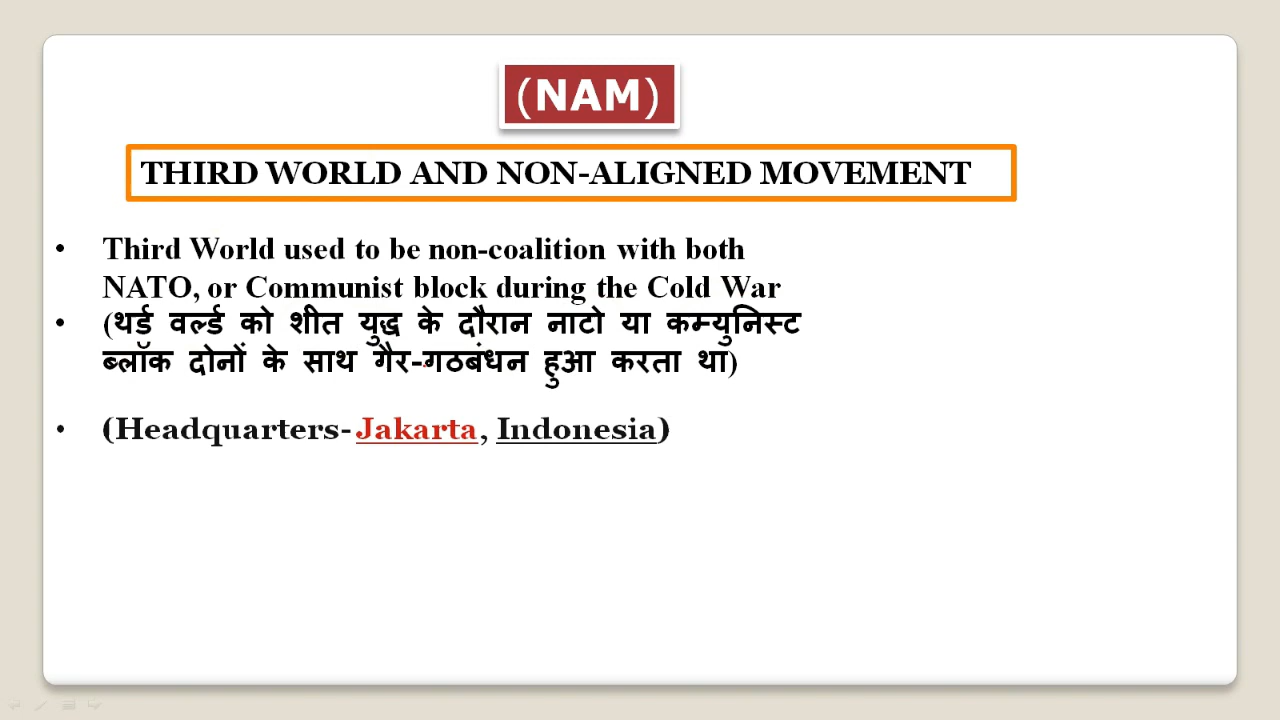 (NAM)
THIRD WORLD AND NON-ALIGNED MOVEMENT
• Third World used to be non-coalition with both
NATO, or Communist block during the Cold War
• (थर्ड वर्ल्ड को शीत युद्ध के दौरान नाटो या कम्युनिस्ट
ब्लॉक दोनों के साथ गैर-गठबंधन हुआ करता था)
• (Headquarters- Jakarta, Indonesia)